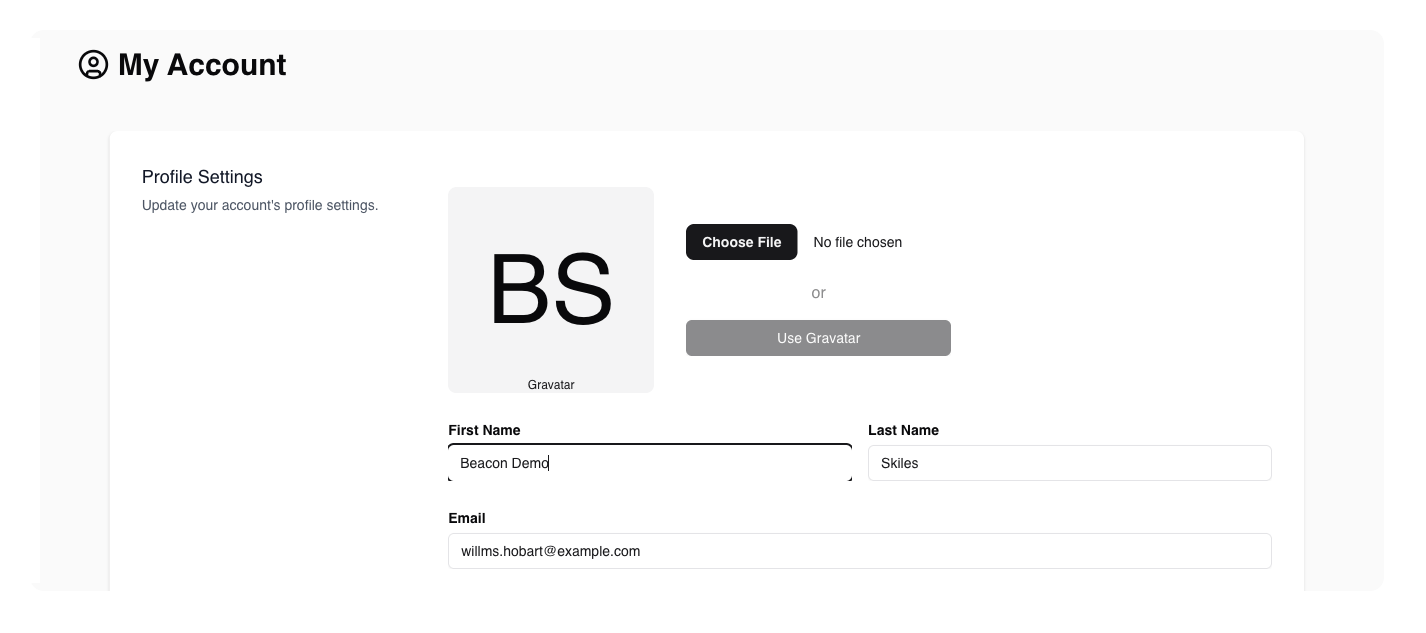 My Account
Profile Settings
Update your account's profile settings.
BS
Gravatar
Choose File No file chosen
or
Use Gravatar
First Name
Beacon Demo
Last Name
Skiles
Email
willms.hobart@example.com